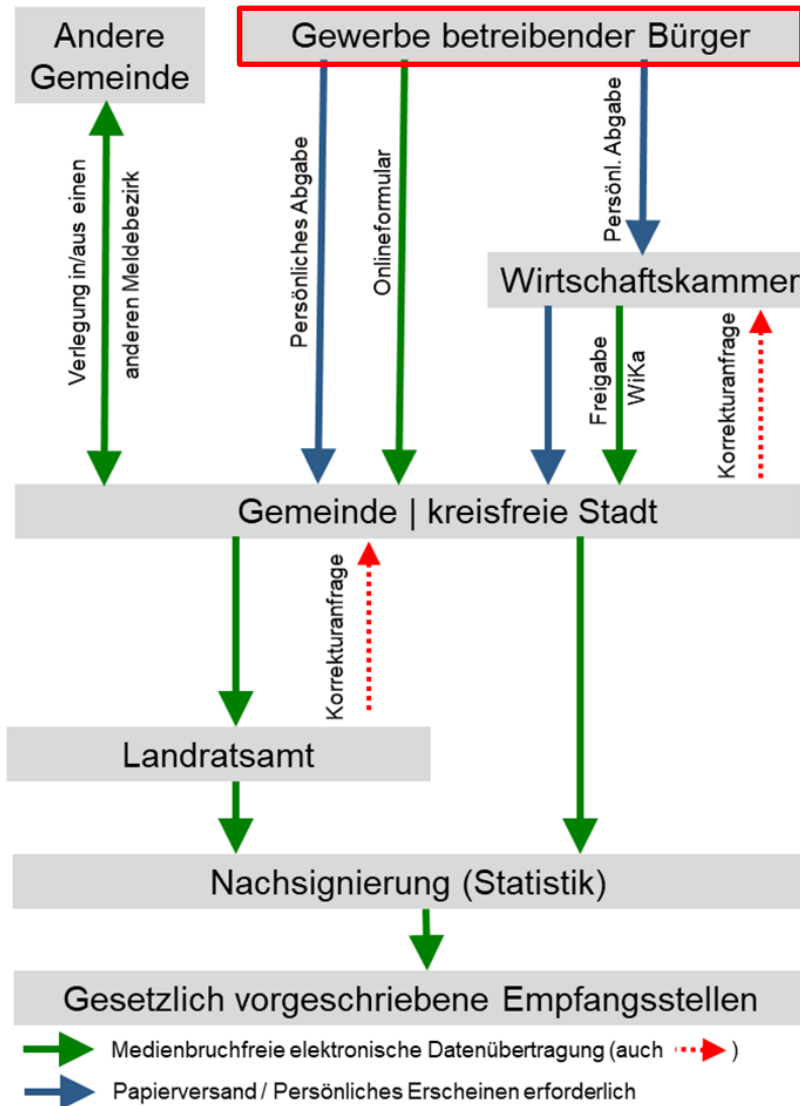 Andere
Gemeinde
Gewerbe betreibender Bürger
Verlegung in/aus einen
anderen Meldebezirk
Persönliches Abgabe
Onlineformular
Persönl. Abgabe
Wirtschaftskammer
Freigabe
WiKa
Korrekturanfrage
Gemeinde | kreisfreie Stadt
Korrekturanfrage
Landratsamt
Nachsignierung (Statistik)
Gesetzlich vorgeschriebene Empfangsstellen
Medienbruchfreie elektronische Datenübertragung (auch )
Papierversand / Persönliches Erscheinen erforderlich